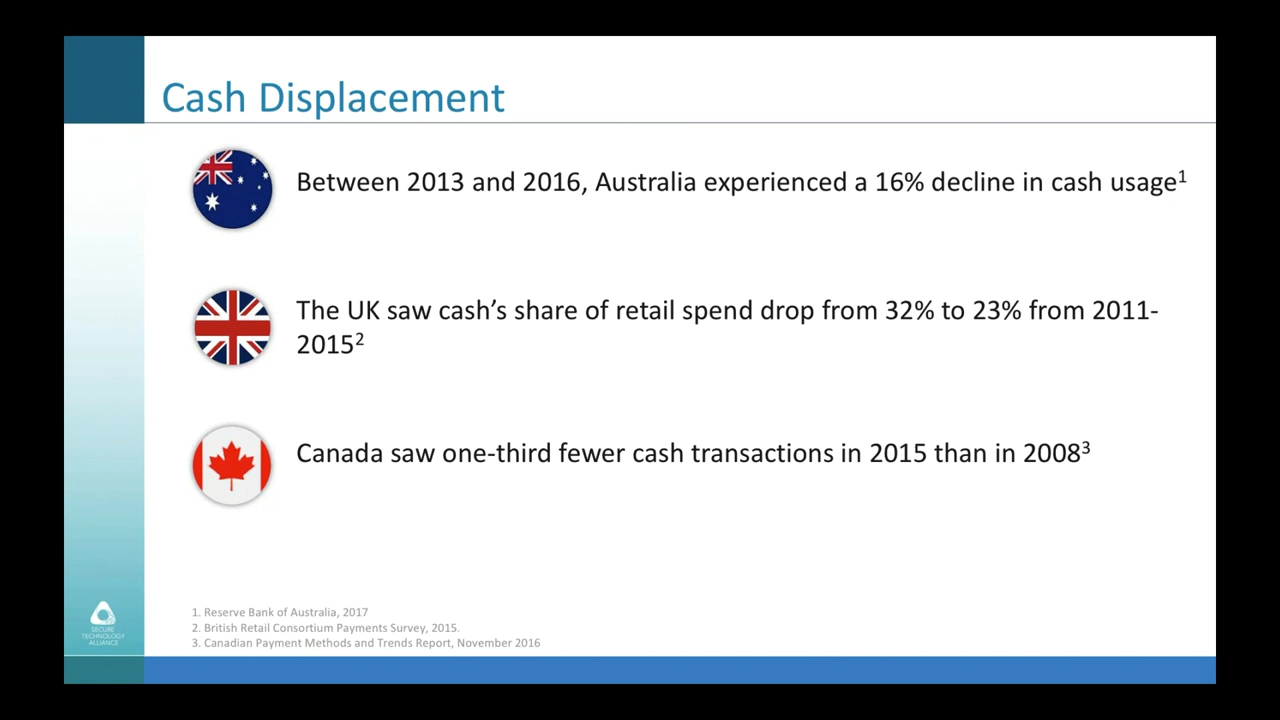 Cash Displacement
Between 2013 and 2016, Australia experienced a 16% decline in cash usage¹
The UK saw cash’s share of retail spend drop from 32% to 23% from 2011-
2015²
Canada saw one-third fewer cash transactions in 2015 than in 2008³
1. Reserve Bank of Australia, 2017
2. British Retail Consortium Payments Survey, 2015.
3. Canadian Payment Methods and Trends Report, November 2016
SECURE
TECHNOLOGY
ALLIANCE